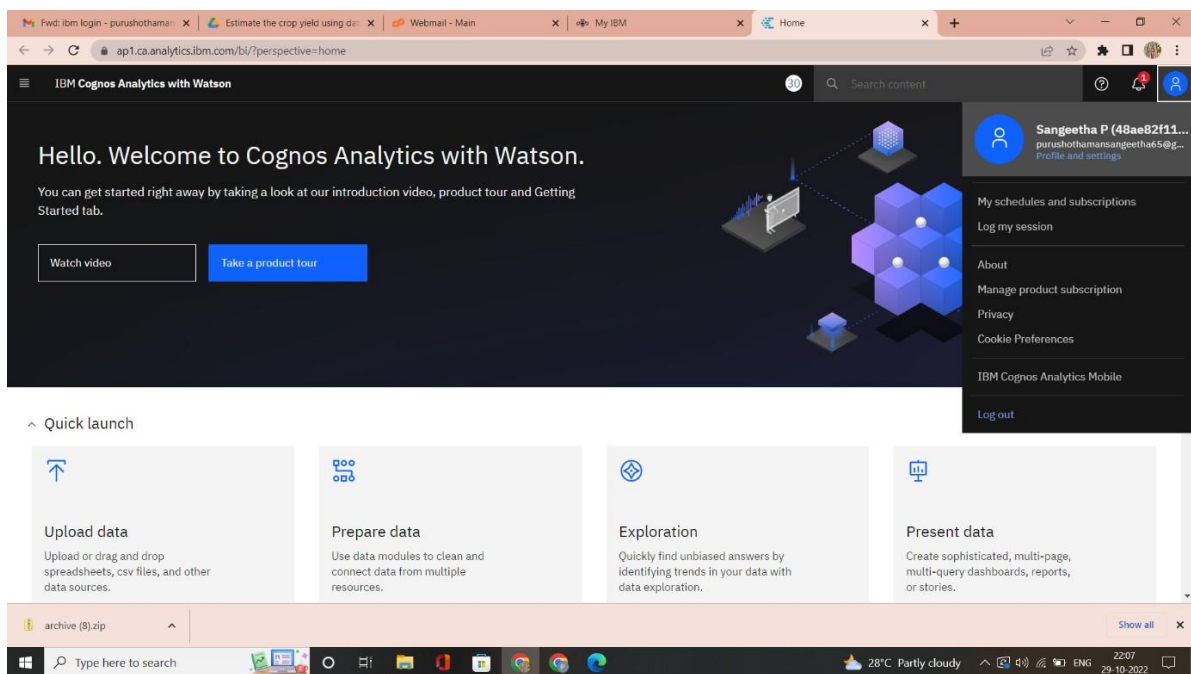 Fwd: ibm login - purushothaman
Estimate the crop yield using dat
Webmail - Main
My IBM
Home
ap1.ca.analytics.ibm.com/bi/?perspective=home
IBM Cognos Analytics with Watson
30
Search content
1
Hello. Welcome to Cognos Analytics with Watson.
You can get started right away by taking a look at our introduction video, product tour and Getting
Started tab.
Watch video
Take a product tour
Sangeetha P (48ae82f11...
purushothamansangeetha65@g...
Profile and settings
My schedules and subscriptions
Log my session
About
Manage product subscription
Privacy
Cookie Preferences
IBM Cognos Analytics Mobile
Log out
Quick launch
Upload data
Upload or drag and drop
spreadsheets, csv files, and other
data sources.
Prepare data
Use data modules to clean and
connect data from multiple
resources.
Exploration
Quickly find unbiased answers by
identifying trends in your data with
data exploration.
Present data
Create sophisticated, multi-page,
multi-query dashboards, reports,
or stories.
archive (8).zip
Show all
Type here to search
28°C Partly cloudy
ENG
22:07
29-10-2022